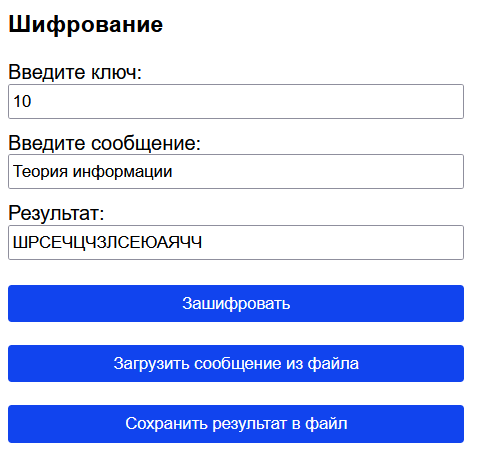 Шифрование
Введите ключ:
10
Введите сообщение:
Теория информации
Результат:
ШРСЕЧЦЧЗЛСЕЮАЯЧЧ
Зашифровать
Загрузить сообщение из файла
Сохранить результат в файл